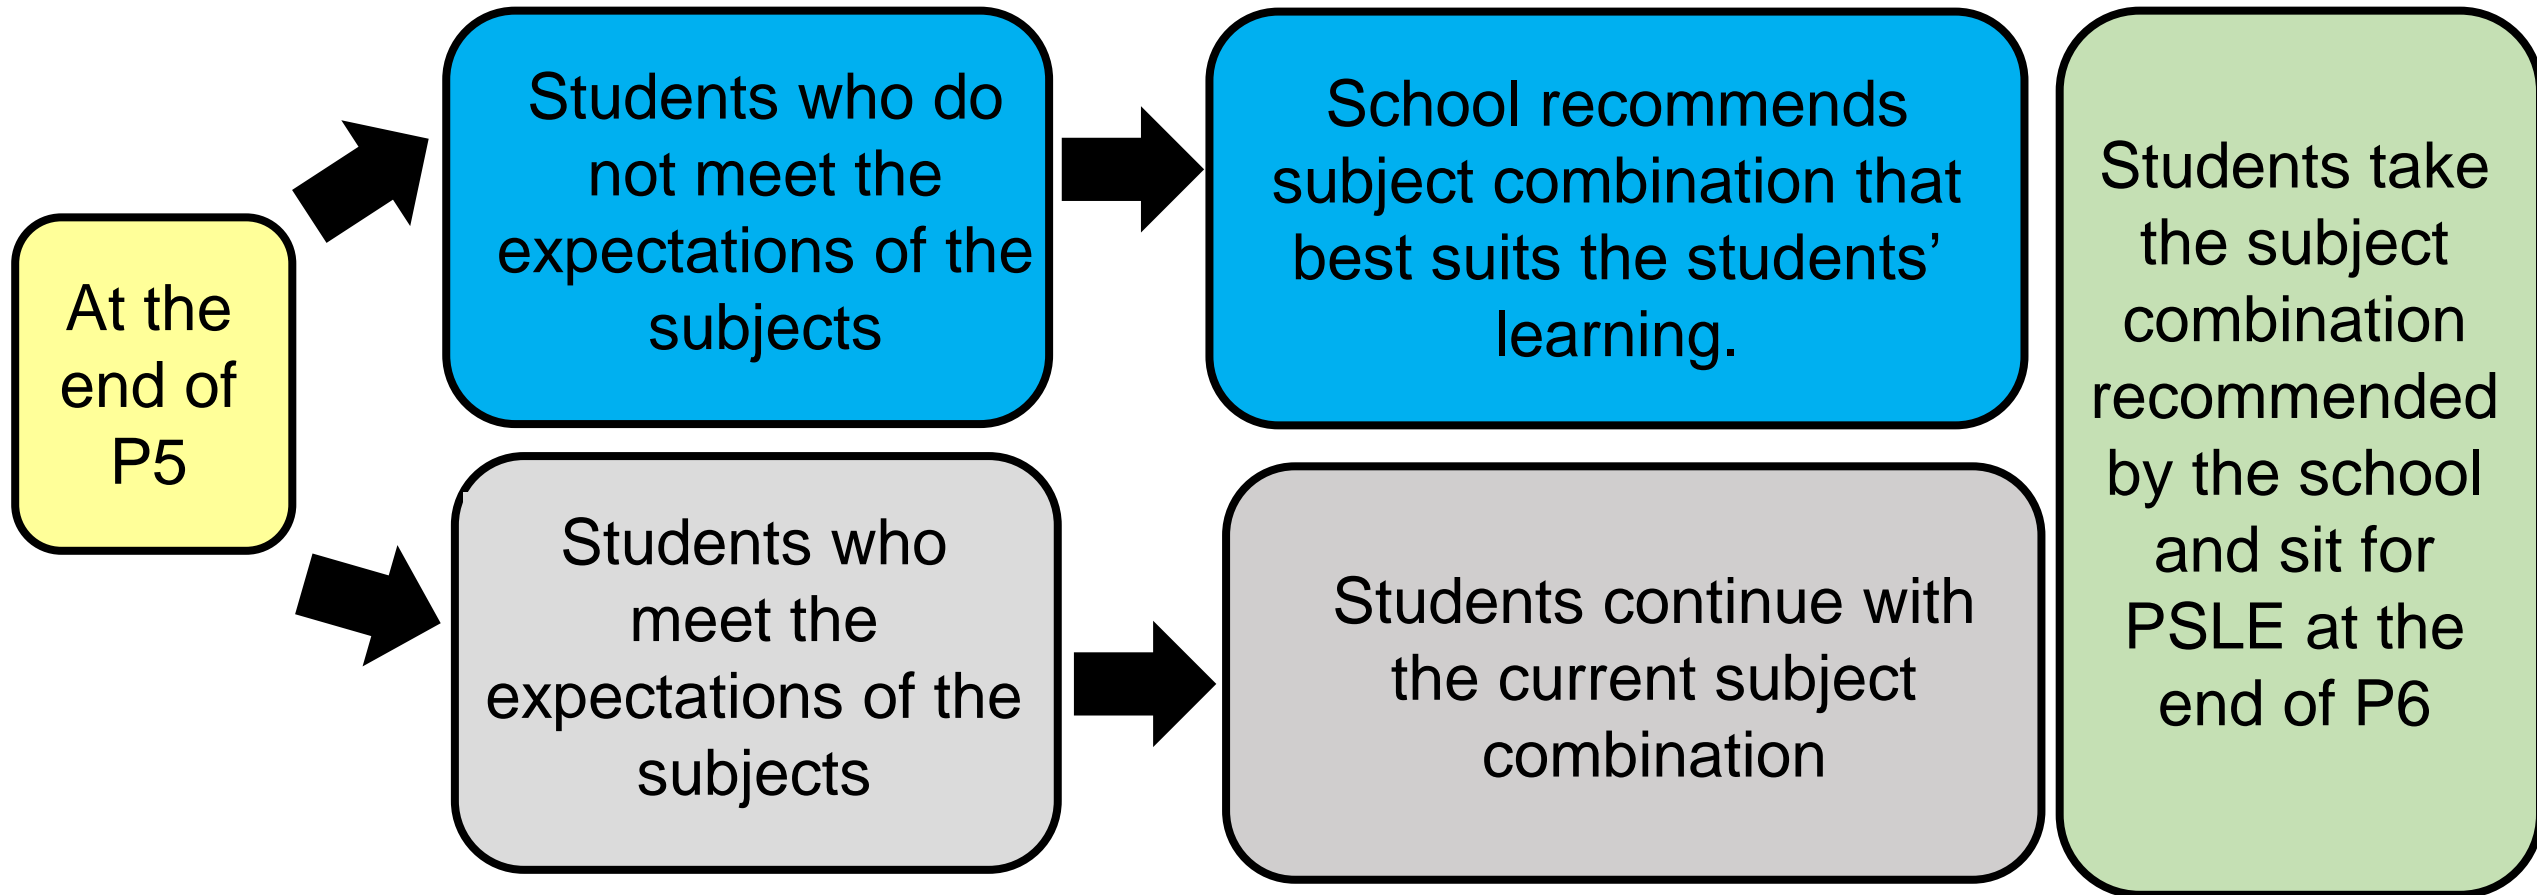 At the
end of
P5
Students who do
not meet the
expectations of the
subjects
School recommends
subject combination that
best suits the students’
learning.
Students who
meet the
expectations of the
subjects
Students continue with
the current subject
combination
Students take
the subject
combination
recommended
by the school
and sit for
PSLE at the
end of P6